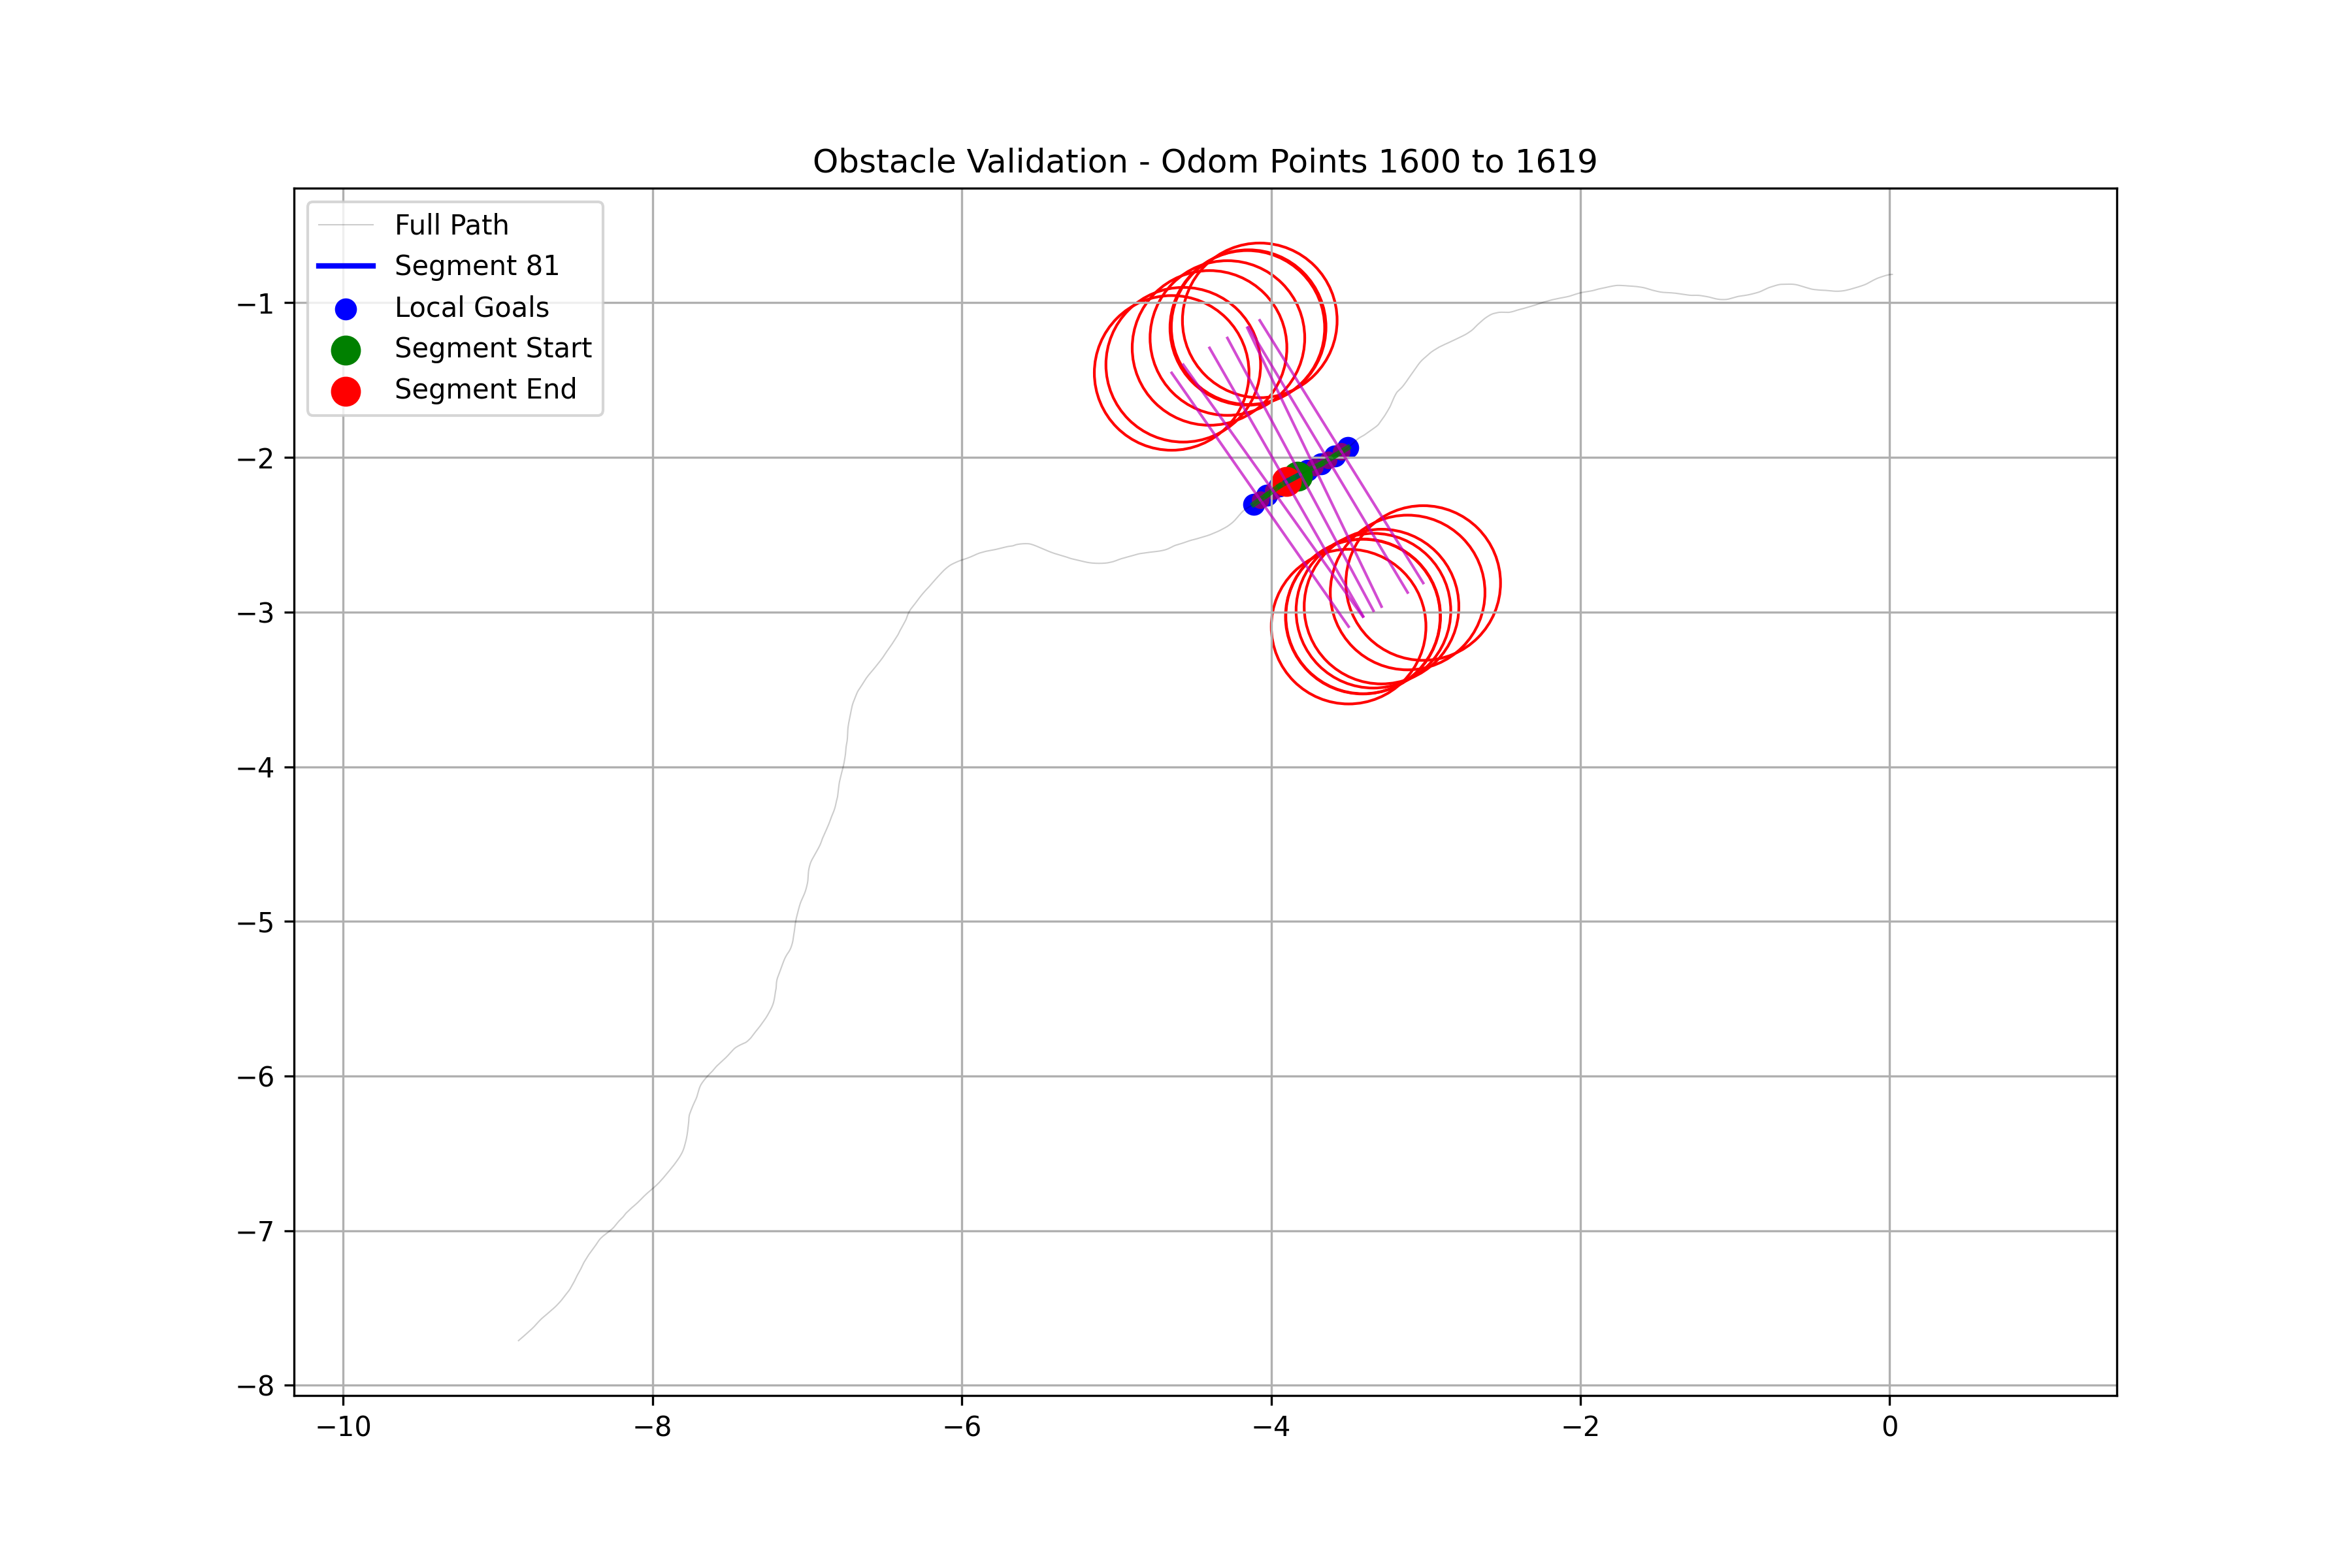 Obstacle Validation - Odom Points 1600 to 1619
Full Path
Segment 81
Local Goals
Segment Start
Segment End
−1
−2
−3
−4
−5
−6
−7
−8
−10
−8
−6
−4
−2
0